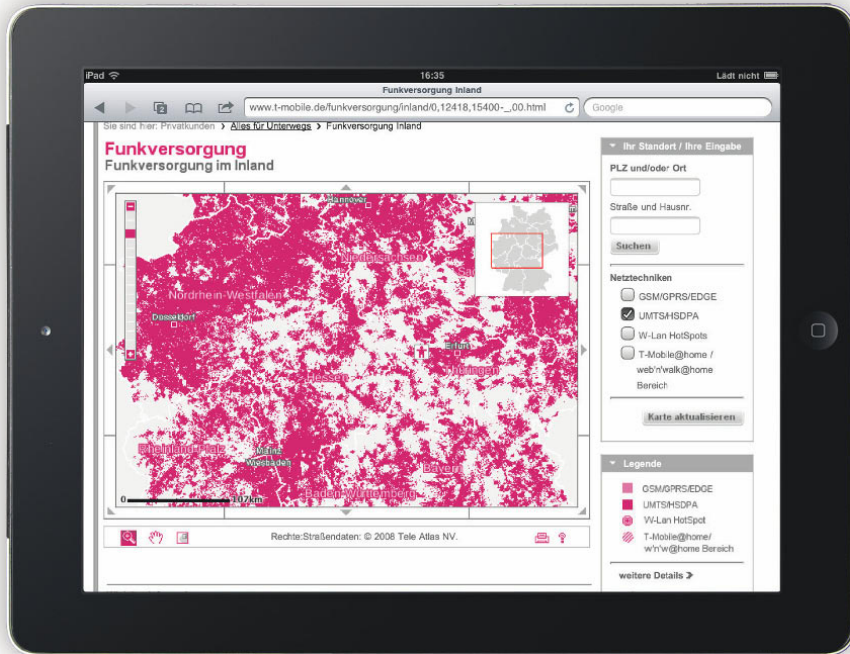 iPad
16:35
Lädt nicht
Funkversorgung Inland
www.t-mobile.de/funkversorgung/inland/0,12418,15400-_,00.html
Google
Sie sind hier: Privatkunden > Alles für Unterwegs > Funkversorgung Inland
Funkversorgung
Funkversorgung im Inland
Hannover
Niedersachsen
Nordrhein-Westfalen
Düsseldorf
Erfurt
Thüringen
Hessen
Rheinland-Pfalz
Mainz
Wiesbaden
Bayern
Baden-Württemberg
0 102km
Rechte:Straßendaten: © 2008 Tele Atlas NV.
Ihr Standort / Ihre Eingabe
PLZ und/oder Ort
Straße und Hausnr.
Suchen
Netztechniken
GSM/GPRS/EDGE
UMTS/HSDPA
W-Lan HotSpots
T-Mobile@home /
web'n'walk@home
Bereich
Karte aktualisieren
Legende
GSM/GPRS/EDGE
UMTS/HSDPA
W-Lan HotSpot
T-Mobile@home/
w'n'w@home Bereich
weitere Details >